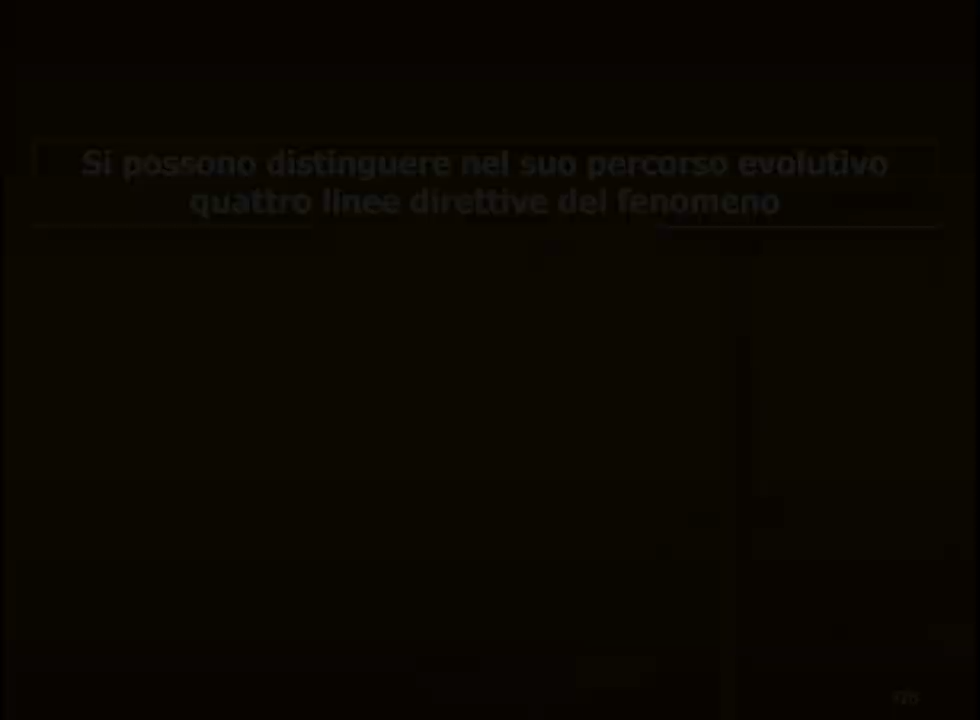 Si possono distinguere nel suo percorso evolutivo
quattro linee direttive del fenomeno